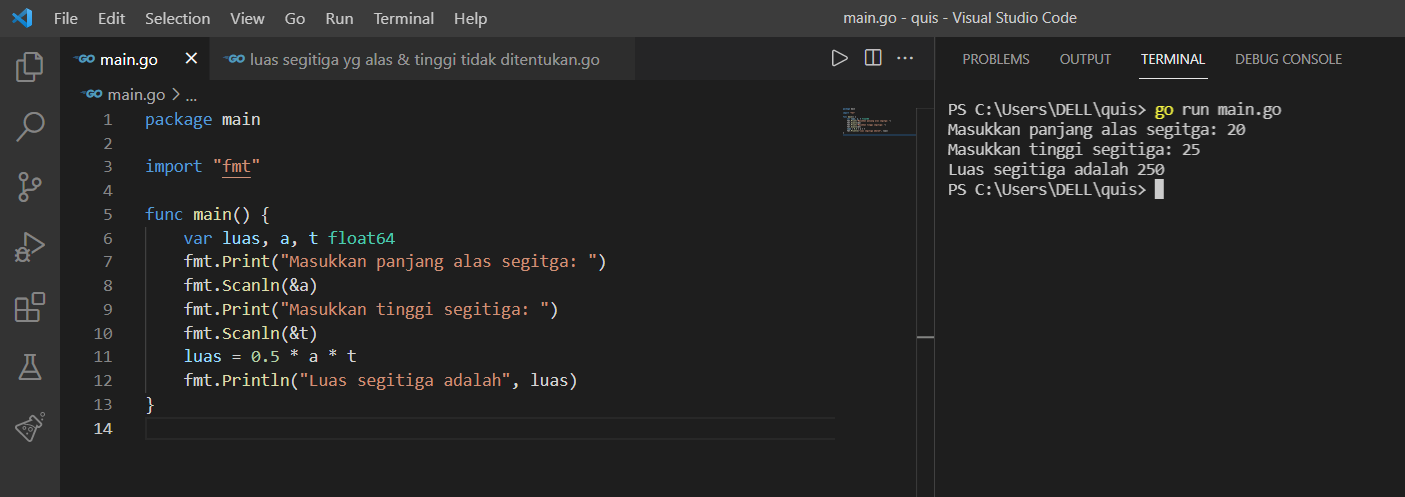 File Edit Selection View Go Run Terminal Help main.go - quis - Visual Studio Code
GO main.go × GO luas segitiga yg alas & tinggi tidak ditentukan.go
GO main.go > ...
1 package main
2
3 import "fmt"
4
5 func main() {
6 var luas, a, t float64
7 fmt.Print("Masukkan panjang alas segitga: ")
8 fmt.Scanln(&a)
9 fmt.Print("Masukkan tinggi segitiga: ")
10 fmt.Scanln(&t)
11 luas = 0.5 * a * t
12 fmt.Println("Luas segitiga adalah", luas)
13 }
14
PROBLEMS OUTPUT TERMINAL DEBUG CONSOLE
PS C:\Users\DELL\quis> go run main.go
Masukkan panjang alas segitga: 20
Masukkan tinggi segitiga: 25
Luas segitiga adalah 250
PS C:\Users\DELL\quis>